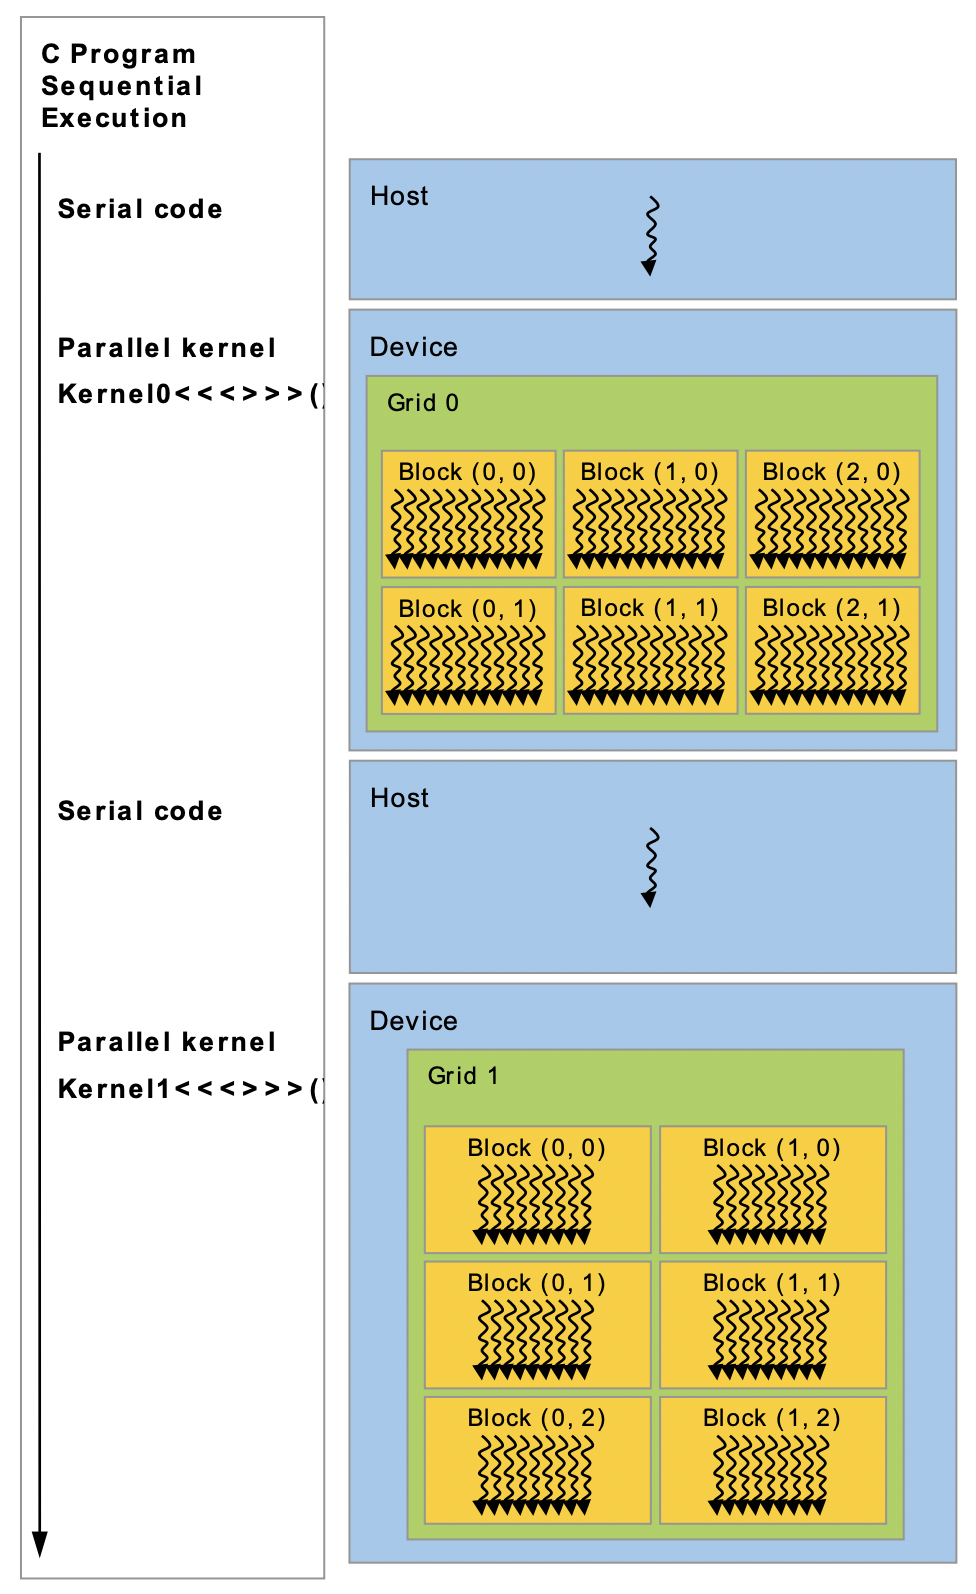 C Program
Sequential
Execution
Serial code
Host
Parallel kernel
Kernel0<<<>>>()
Device
Grid 0
Block (0, 0)
Block (1, 0)
Block (2, 0)
Block (0, 1)
Block (1, 1)
Block (2, 1)
Serial code
Host
Parallel kernel
Kernel1<<<>>>()
Device
Grid 1
Block (0, 0)
Block (1, 0)
Block (0, 1)
Block (1, 1)
Block (0, 2)
Block (1, 2)